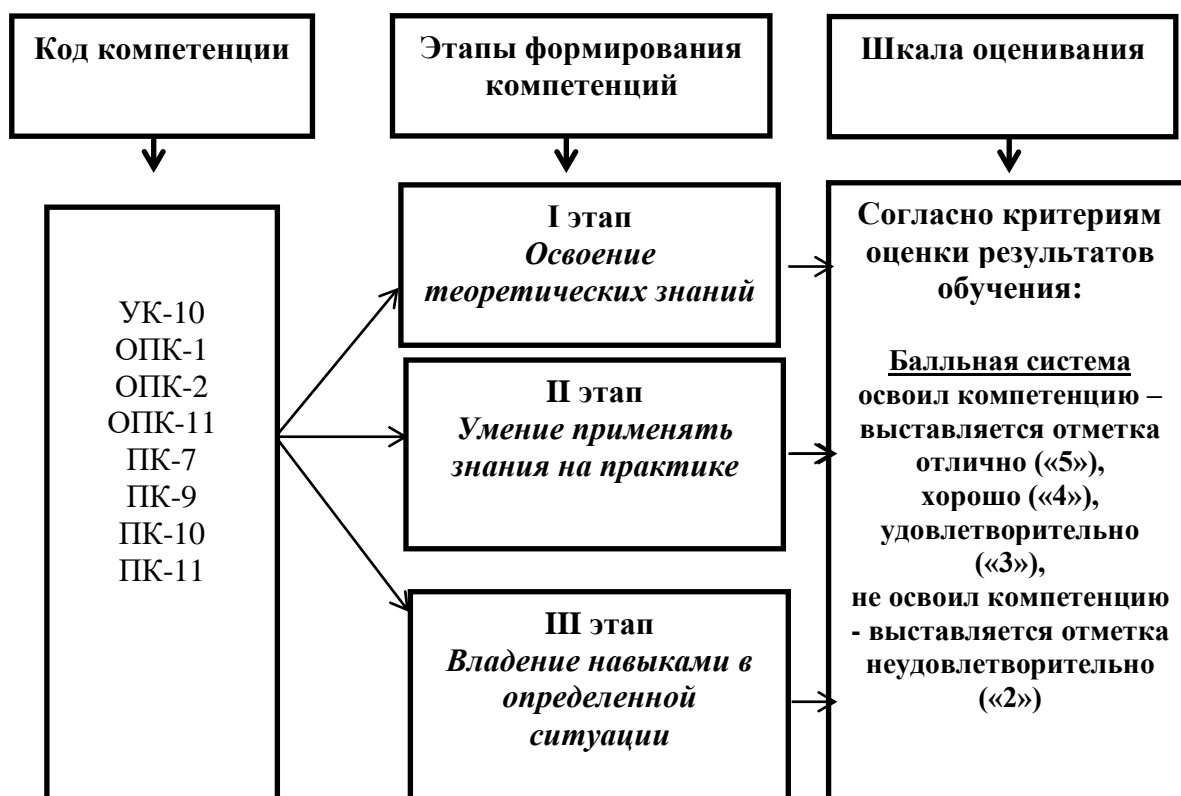 Код компетенции
Этапы формирования
компетенций
Шкала оценивания
УК-10
ОПК-1
ОПК-2
ОПК-11
ПК-7
ПК-9
ПК-10
ПК-11
I этап
Освоение
теоретических знаний
II этап
Умение применять
знания на практике
III этап
Владение навыками в
определенной
ситуации
Согласно критериям
оценки результатов
обучения:
Балльная система
освоил компетенцию –
выставляется отметка
отлично («5»),
хорошо («4»),
удовлетворительно
(«3»),
не освоил компетенцию
- выставляется отметка
неудовлетворительно
(«2»)